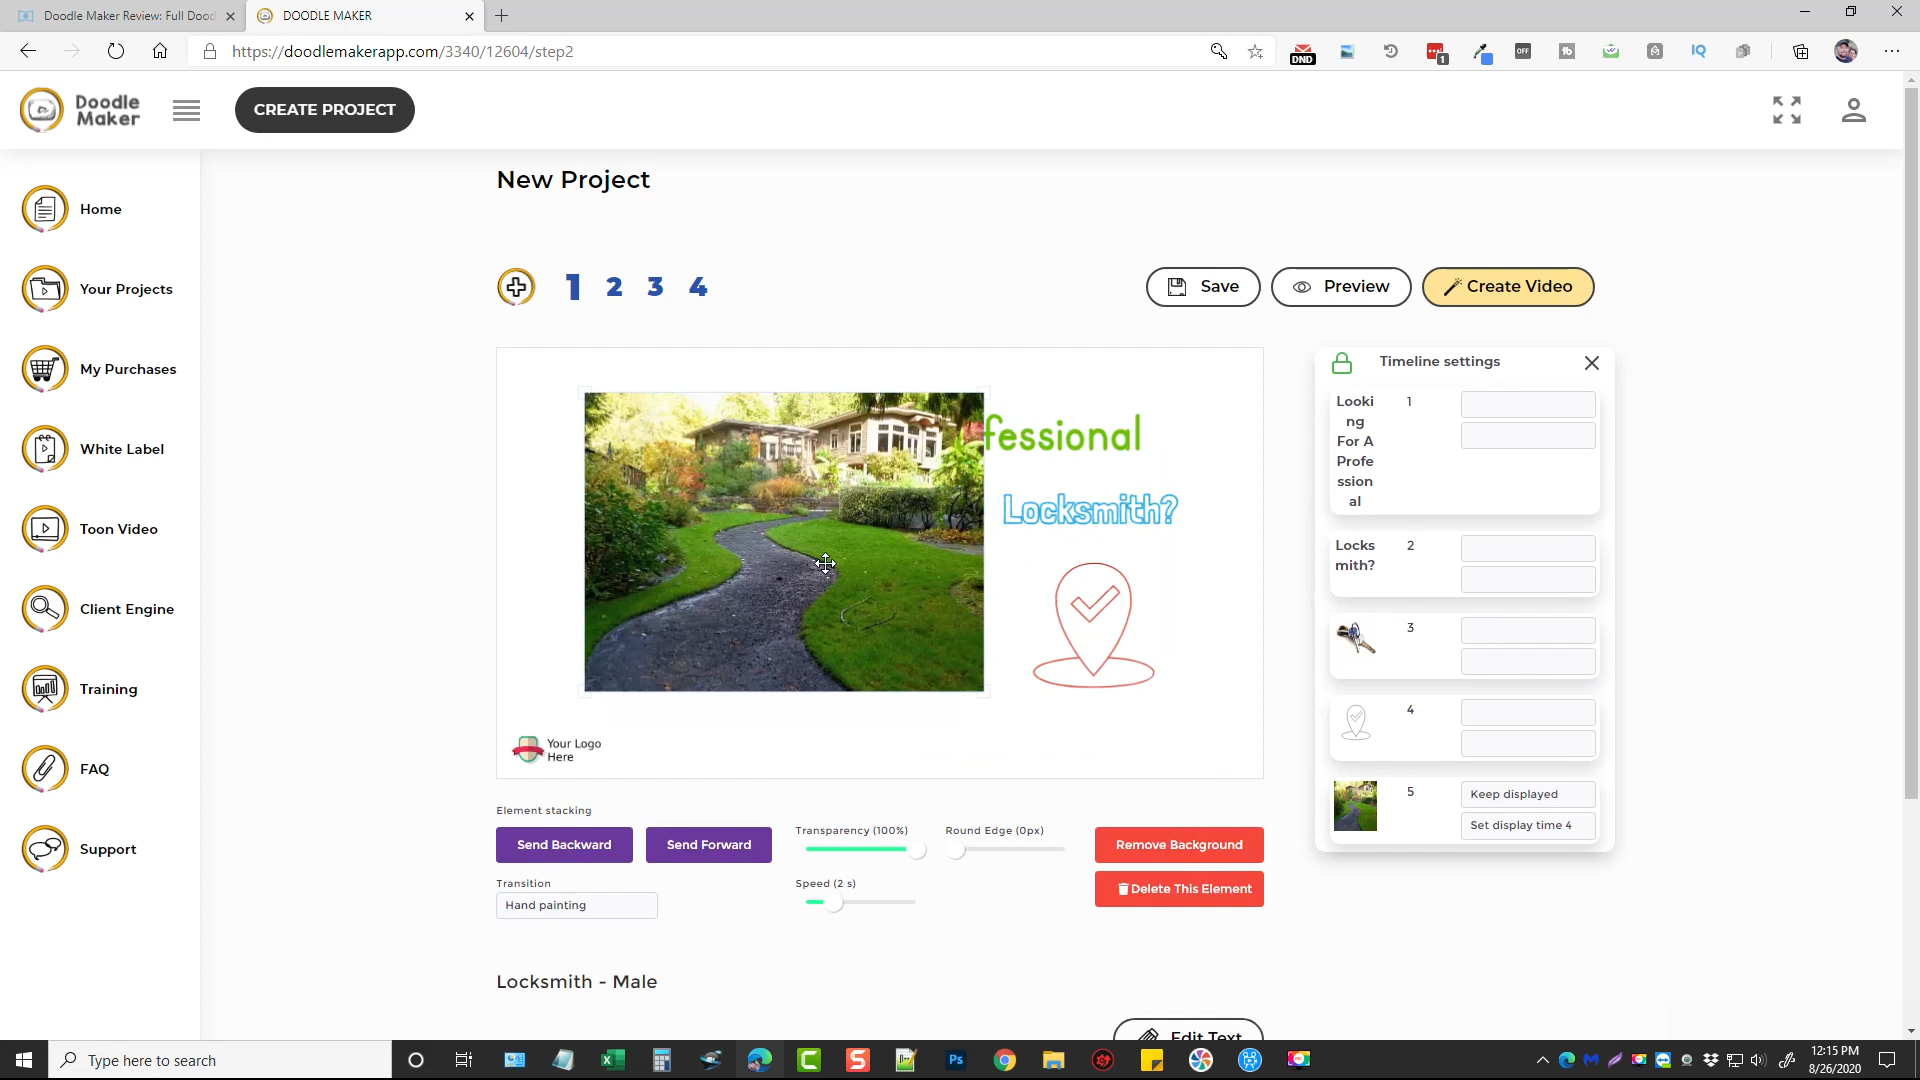 Doodle Maker Review: Full Dood
DOODLE MAKER
https://doodlemakerapp.com/3340/12604/step2
DND
1
OFF
IQ
Doodle
Maker
CREATE PROJECT
Home
Your Projects
My Purchases
White Label
Toon Video
Client Engine
Training
FAQ
Support
New Project
1 2 3 4
Save
Preview
Create Video
fessional
Locksmith?
Your Logo
Here
Timeline settings
Looki
ng
For A
Profe
ssion
al
1
Locks
mith?
2
3
4
5
Keep displayed
Set display time 4
Element stacking
Send Backward
Send Forward
Transparency (100%)
Round Edge (0px)
Remove Background
Transition
Hand painting
Speed (2 s)
Delete This Element
Locksmith - Male
Edit Text
Type here to search
Ps
12:15 PM
8/26/2020